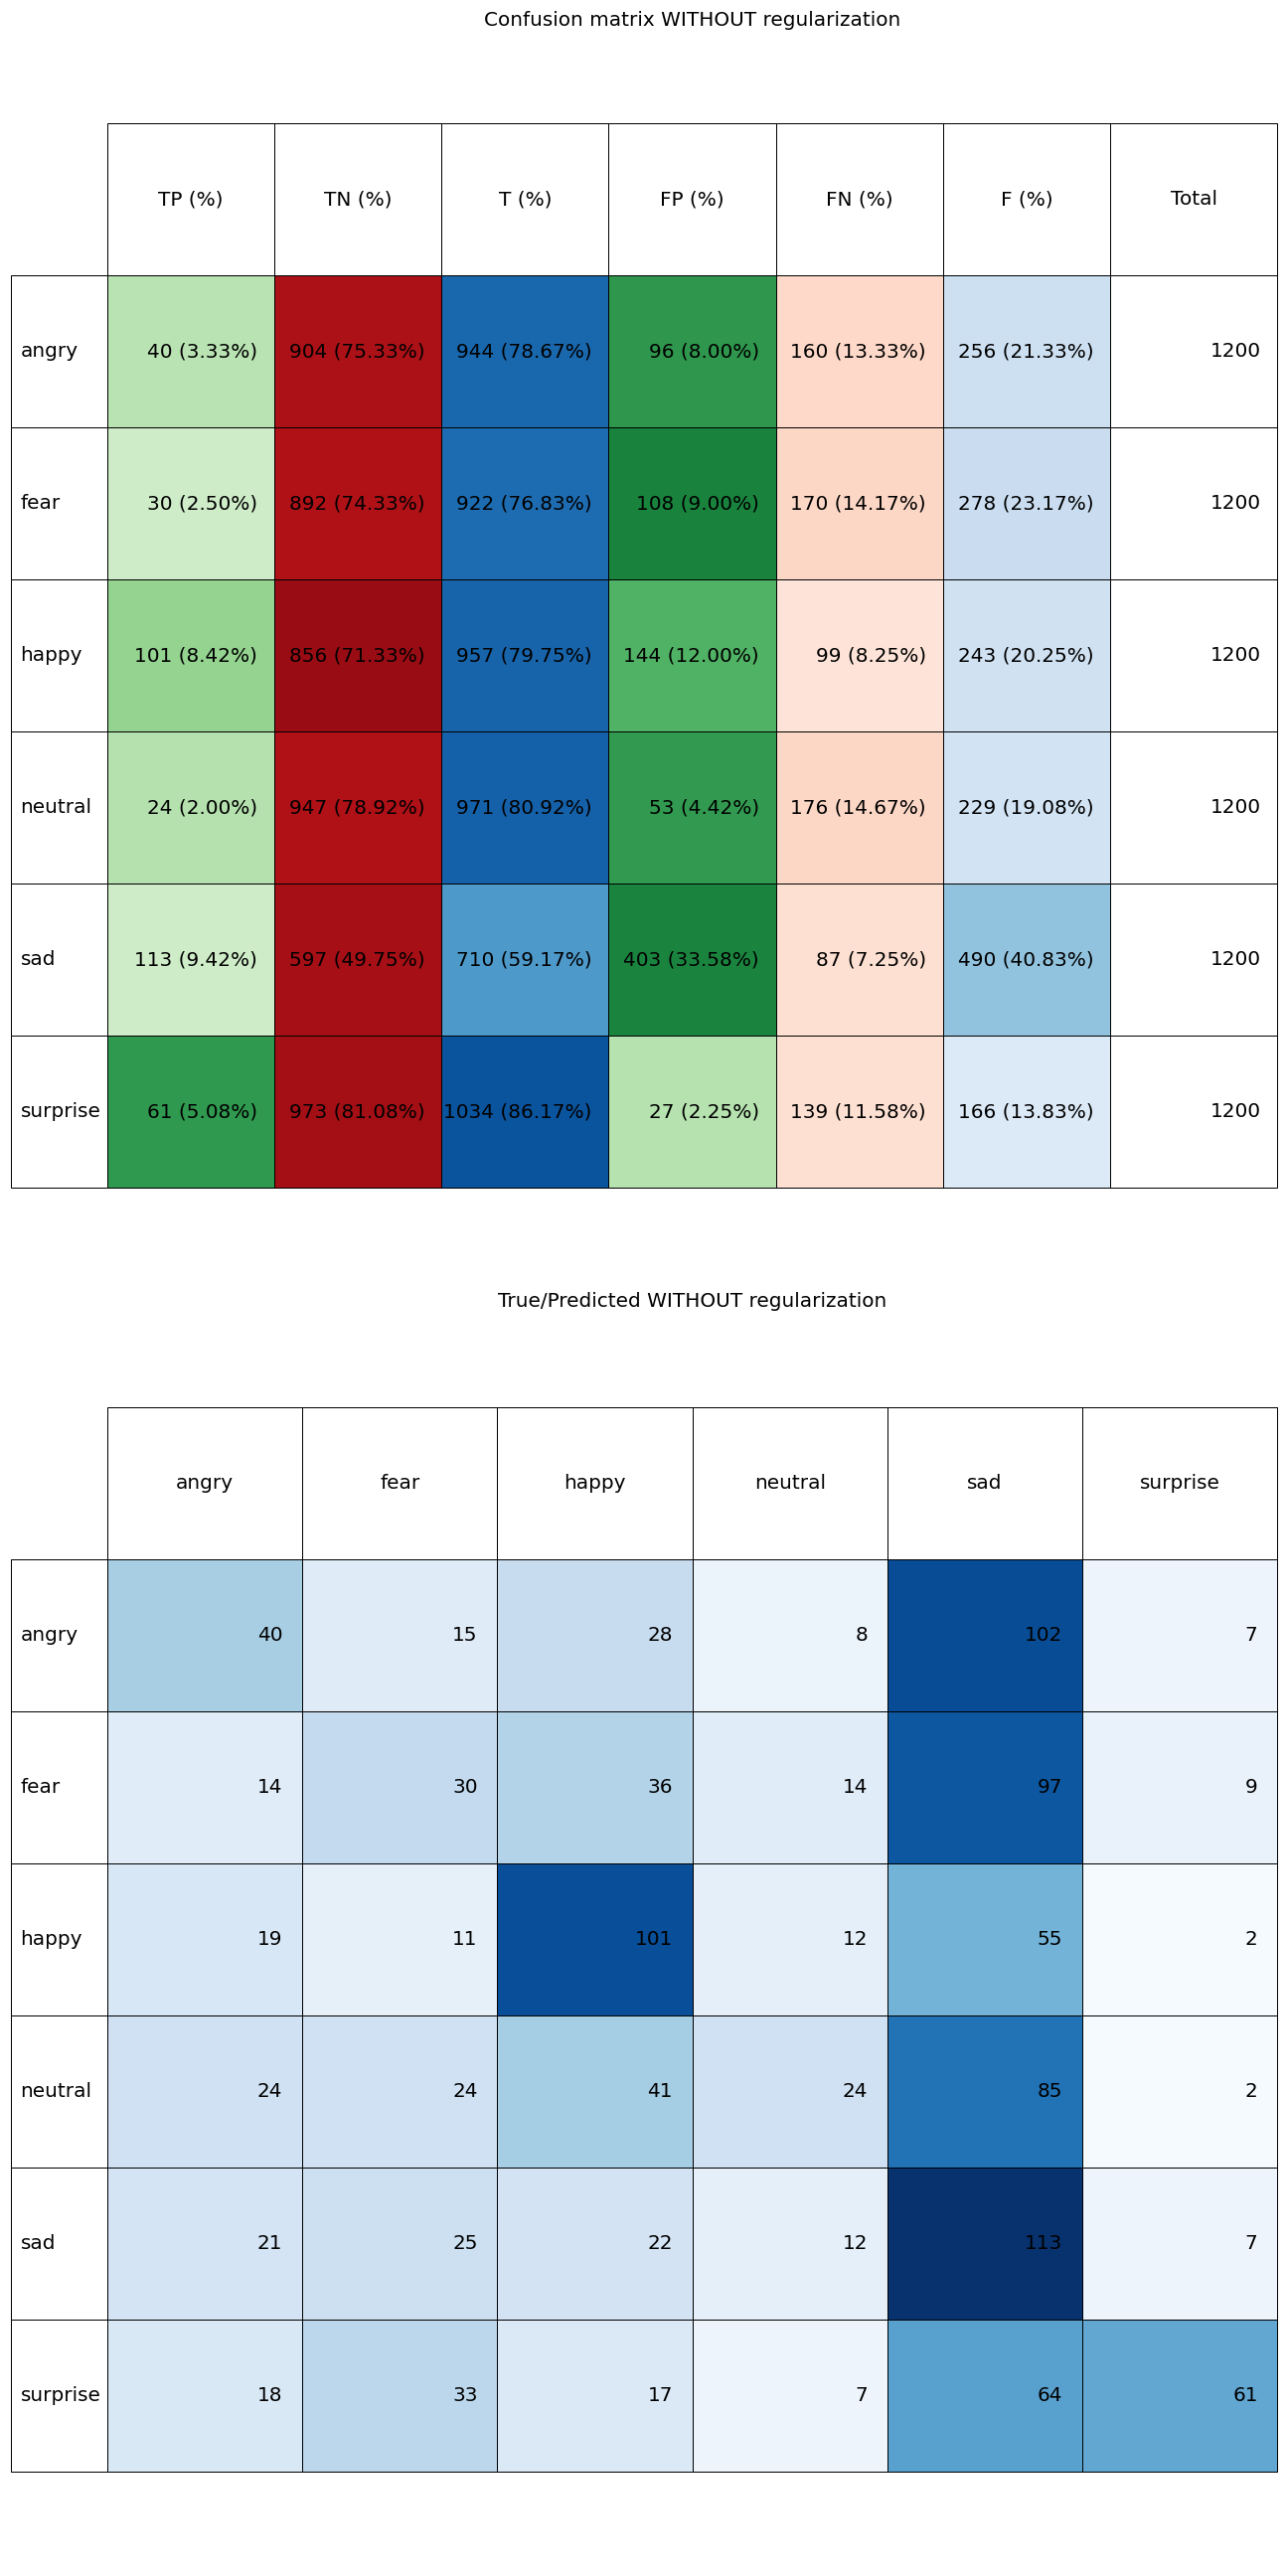 Confusion matrix WITHOUT regularization
TP (%) TN (%) T (%) FP (%) FN (%) F (%) Total
angry 40 (3.33%) 904 (75.33%) 944 (78.67%) 96 (8.00%) 160 (13.33%) 256 (21.33%) 1200
fear 30 (2.50%) 892 (74.33%) 922 (76.83%) 108 (9.00%) 170 (14.17%) 278 (23.17%) 1200
happy 101 (8.42%) 856 (71.33%) 957 (79.75%) 144 (12.00%) 99 (8.25%) 243 (20.25%) 1200
neutral 24 (2.00%) 947 (78.92%) 971 (80.92%) 53 (4.42%) 176 (14.67%) 229 (19.08%) 1200
sad 113 (9.42%) 597 (49.75%) 710 (59.17%) 403 (33.58%) 87 (7.25%) 490 (40.83%) 1200
surprise 61 (5.08%) 973 (81.08%) 1034 (86.17%) 27 (2.25%) 139 (11.58%) 166 (13.83%) 1200
True/Predicted WITHOUT regularization
angry fear happy neutral sad surprise
angry 40 15 28 8 102 7
fear 14 30 36 14 97 9
happy 19 11 101 12 55 2
neutral 24 24 41 24 85 2
sad 21 25 22 12 113 7
surprise 18 33 17 7 64 61